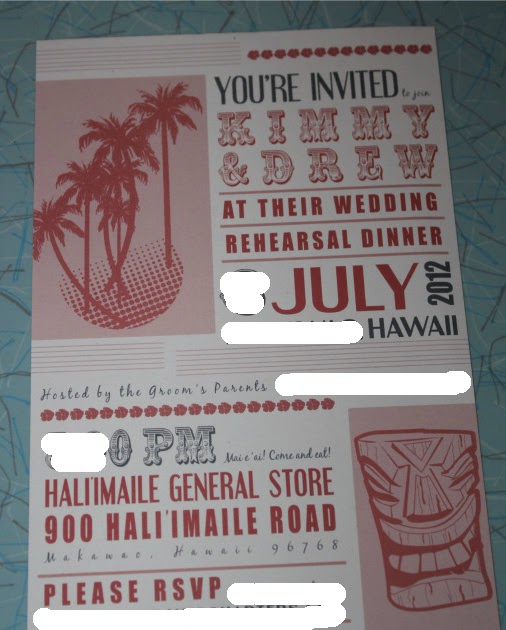 YOU'RE INVITED to join
KIMMY
& DREW
AT THEIR WEDDING
REHEARSAL DINNER
JULY 2012
HAWAII
Hosted by the Groom's Parents
0 PM Mai e 'ai! Come and eat!
HALI'IMAILE GENERAL STORE
900 HALI'IMAILE ROAD
Makawao, Hawaii 96768
PLEASE RSVP